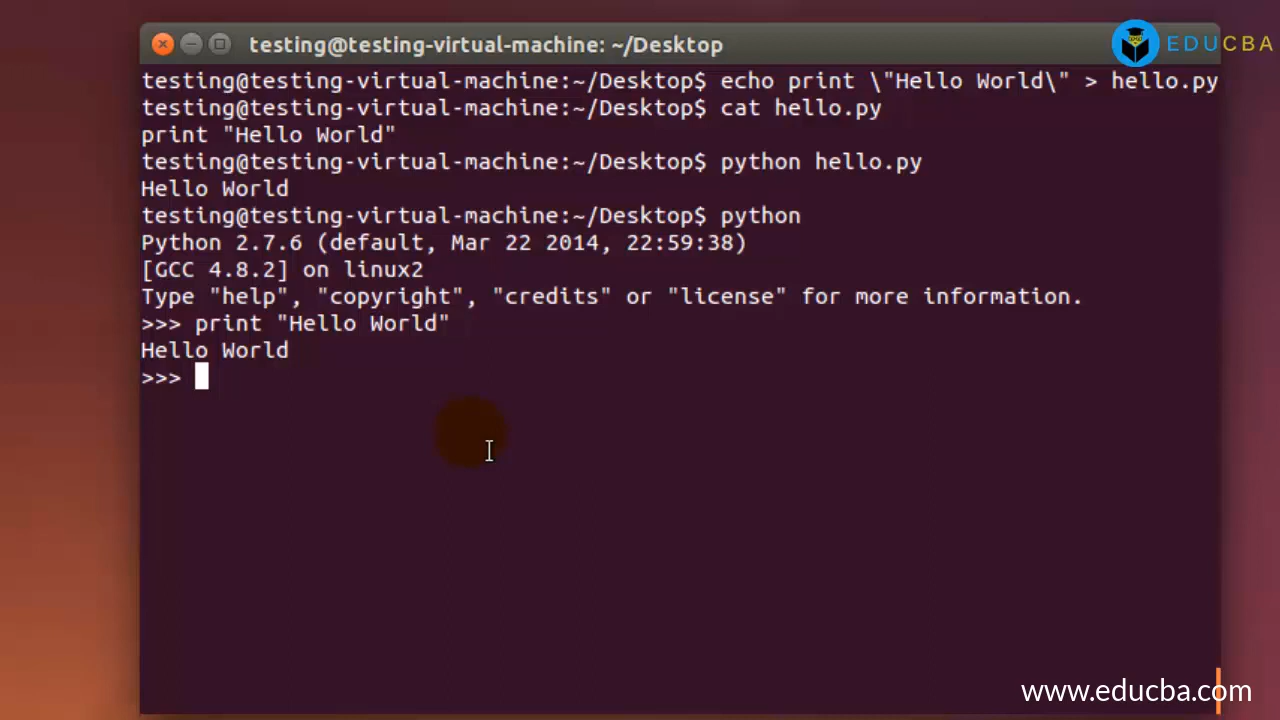 testing@testing-virtual-machine: ~/Desktop
EDUCBA
testing@testing-virtual-machine:~/Desktop$ echo print \"Hello World\" > hello.py
testing@testing-virtual-machine:~/Desktop$ cat hello.py
print "Hello World"
testing@testing-virtual-machine:~/Desktop$ python hello.py
Hello World
testing@testing-virtual-machine:~/Desktop$ python
Python 2.7.6 (default, Mar 22 2014, 22:59:38)
[GCC 4.8.2] on linux2
Type "help", "copyright", "credits" or "license" for more information.
>>> print "Hello World"
Hello World
>>>
www.educba.com